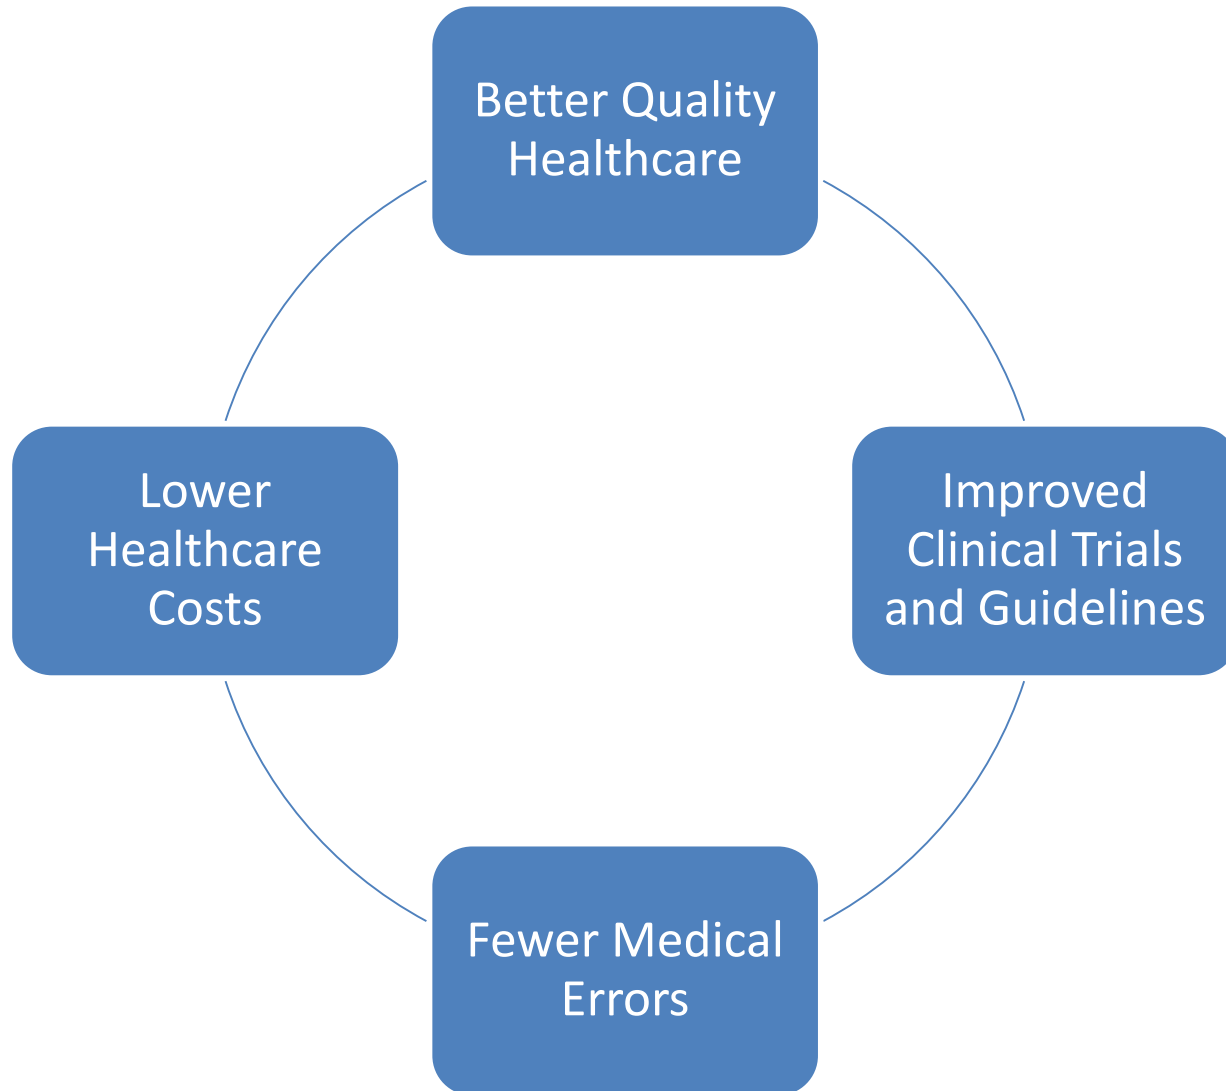 Better Quality
Healthcare
Lower
Healthcare
Costs
Improved
Clinical Trials
and Guidelines
Fewer Medical
Errors